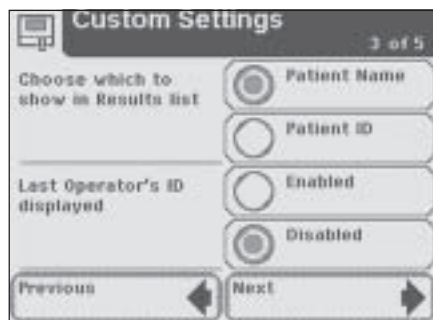 Custom Settings
3 of 5
Choose which to
show in Results list
Patient Name
Patient ID
Last Operator's ID
displayed
Enabled
Disabled
Previous
Next